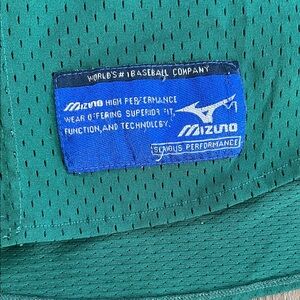 WORLD'S #1 BASEBALL COMPANY
MIZUNO HIGH PERFORMANCE
WEAR OFFERING SUPERIOR FIT,
FUNCTION, AND TECHNOLOGY.
MIZUNO
SERIOUS PERFORMANCE